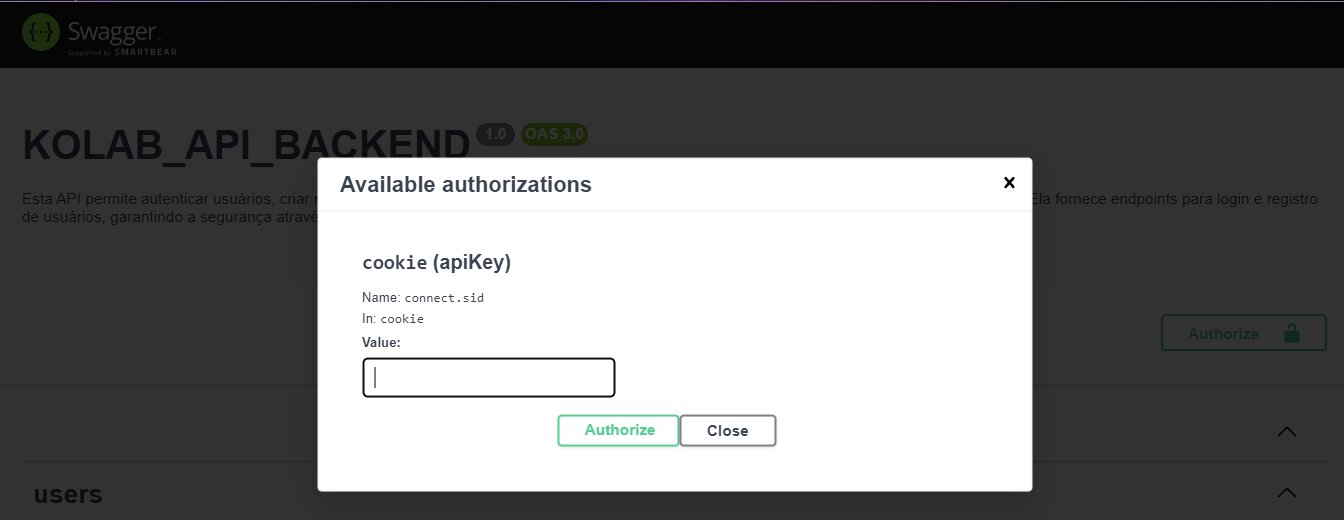 {···} Swagger.
Supported by SMARTBEAR
KOLAB_API_BACKEND 1.0 OAS 3.0
Esta API permite autenticar usuários, criar Ela fornece endpoints para login e registro
de usuários, garantindo a segurança atravé
Available authorizations x
cookie (apiKey)
Name: connect.sid
In: cookie
Value:
Authorize Close
Authorize
users